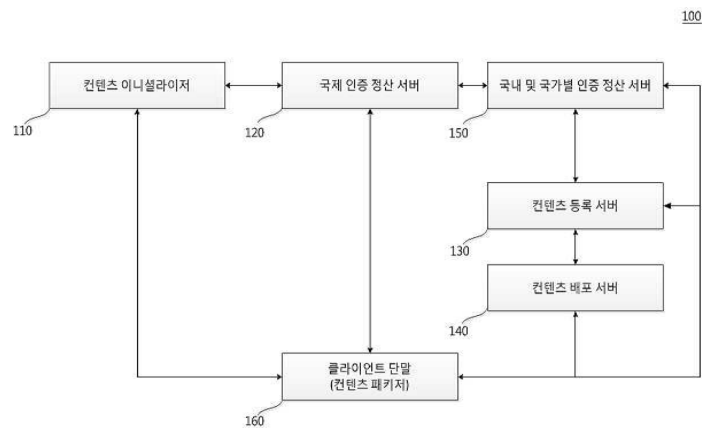 100
컨텐츠 이니셜라이저
국제 인증 정산 서버
국내 및 국가별 인증 정산 서버
110
120
150
컨텐츠 등록 서버
130
컨텐츠 배포 서버
140
클라이언트 단말
(컨텐츠 패키저)
160